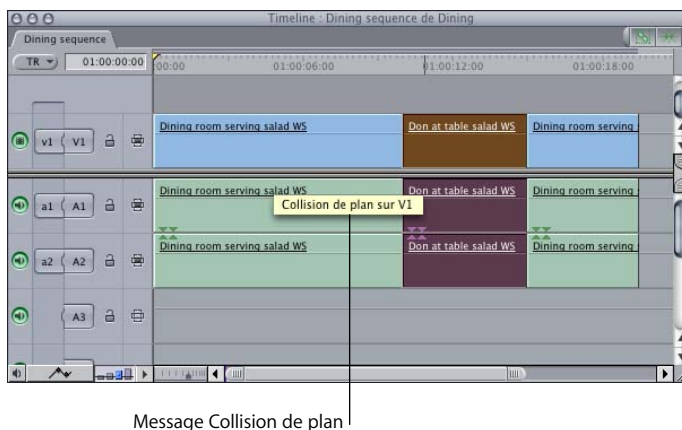 Timeline : Dining sequence de Dining
Dining sequence
TR 01:00:00:00 00:00 01:00:06:00 01:00:12:00 01:00:18:00
Dining room serving salad WS Don at table salad WS Dining room serving
v1 V1
Dining room serving salad WS Don at table salad WS Dining room serving
a1 A1
Collision de plan sur V1
Dining room serving salad WS Don at table salad WS Dining room serving
a2 A2
A3
Message Collision de plan